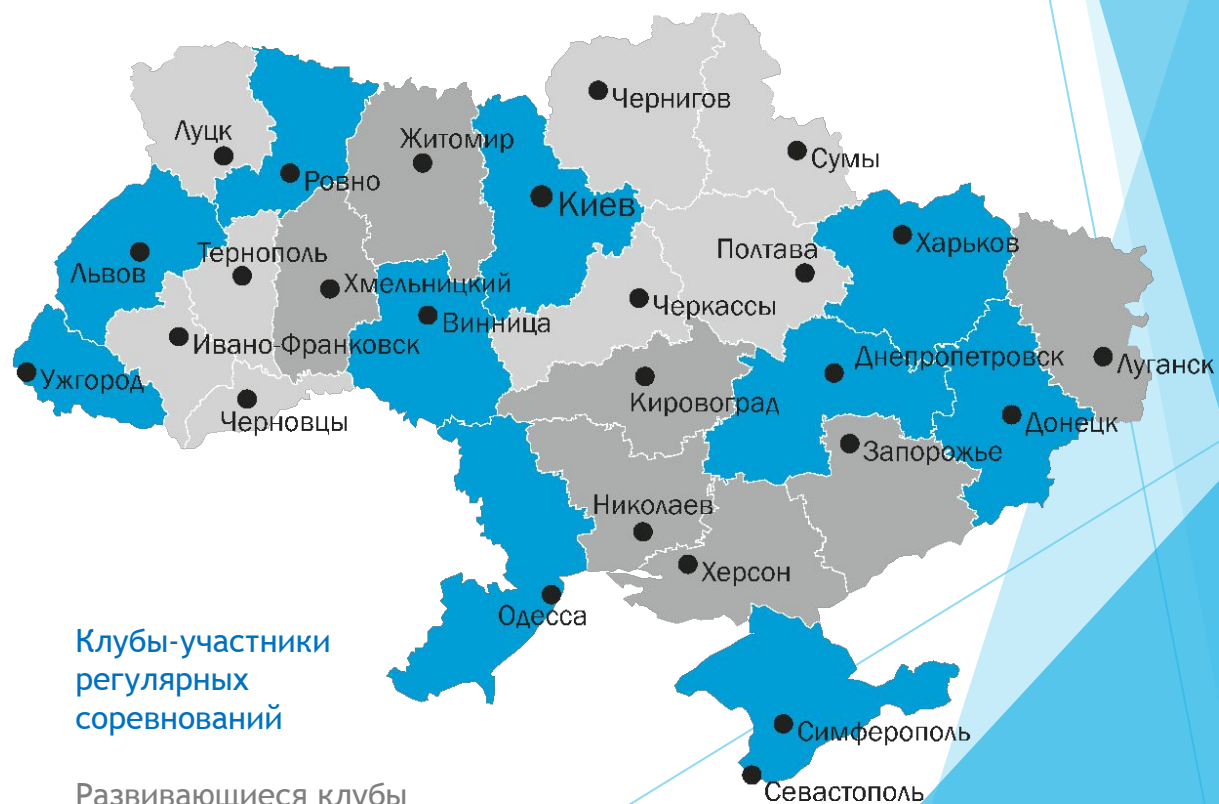 Чернигов
Луцк
Житомир
Сумы
Ровно
Киев
Харьков
Полтава
Тернополь
Львов
Хмельницкий
Черкассы
Винница
Ивано-Франковск
Днепропетровск
Луганск
Ужгород
Кировоград
Черновцы
Донецк
Запорожье
Николаев
Херсон
Одесса
Клубы-участники
регулярных
соревнований
Симферополь
Развивающиеся клубы
Севастополь